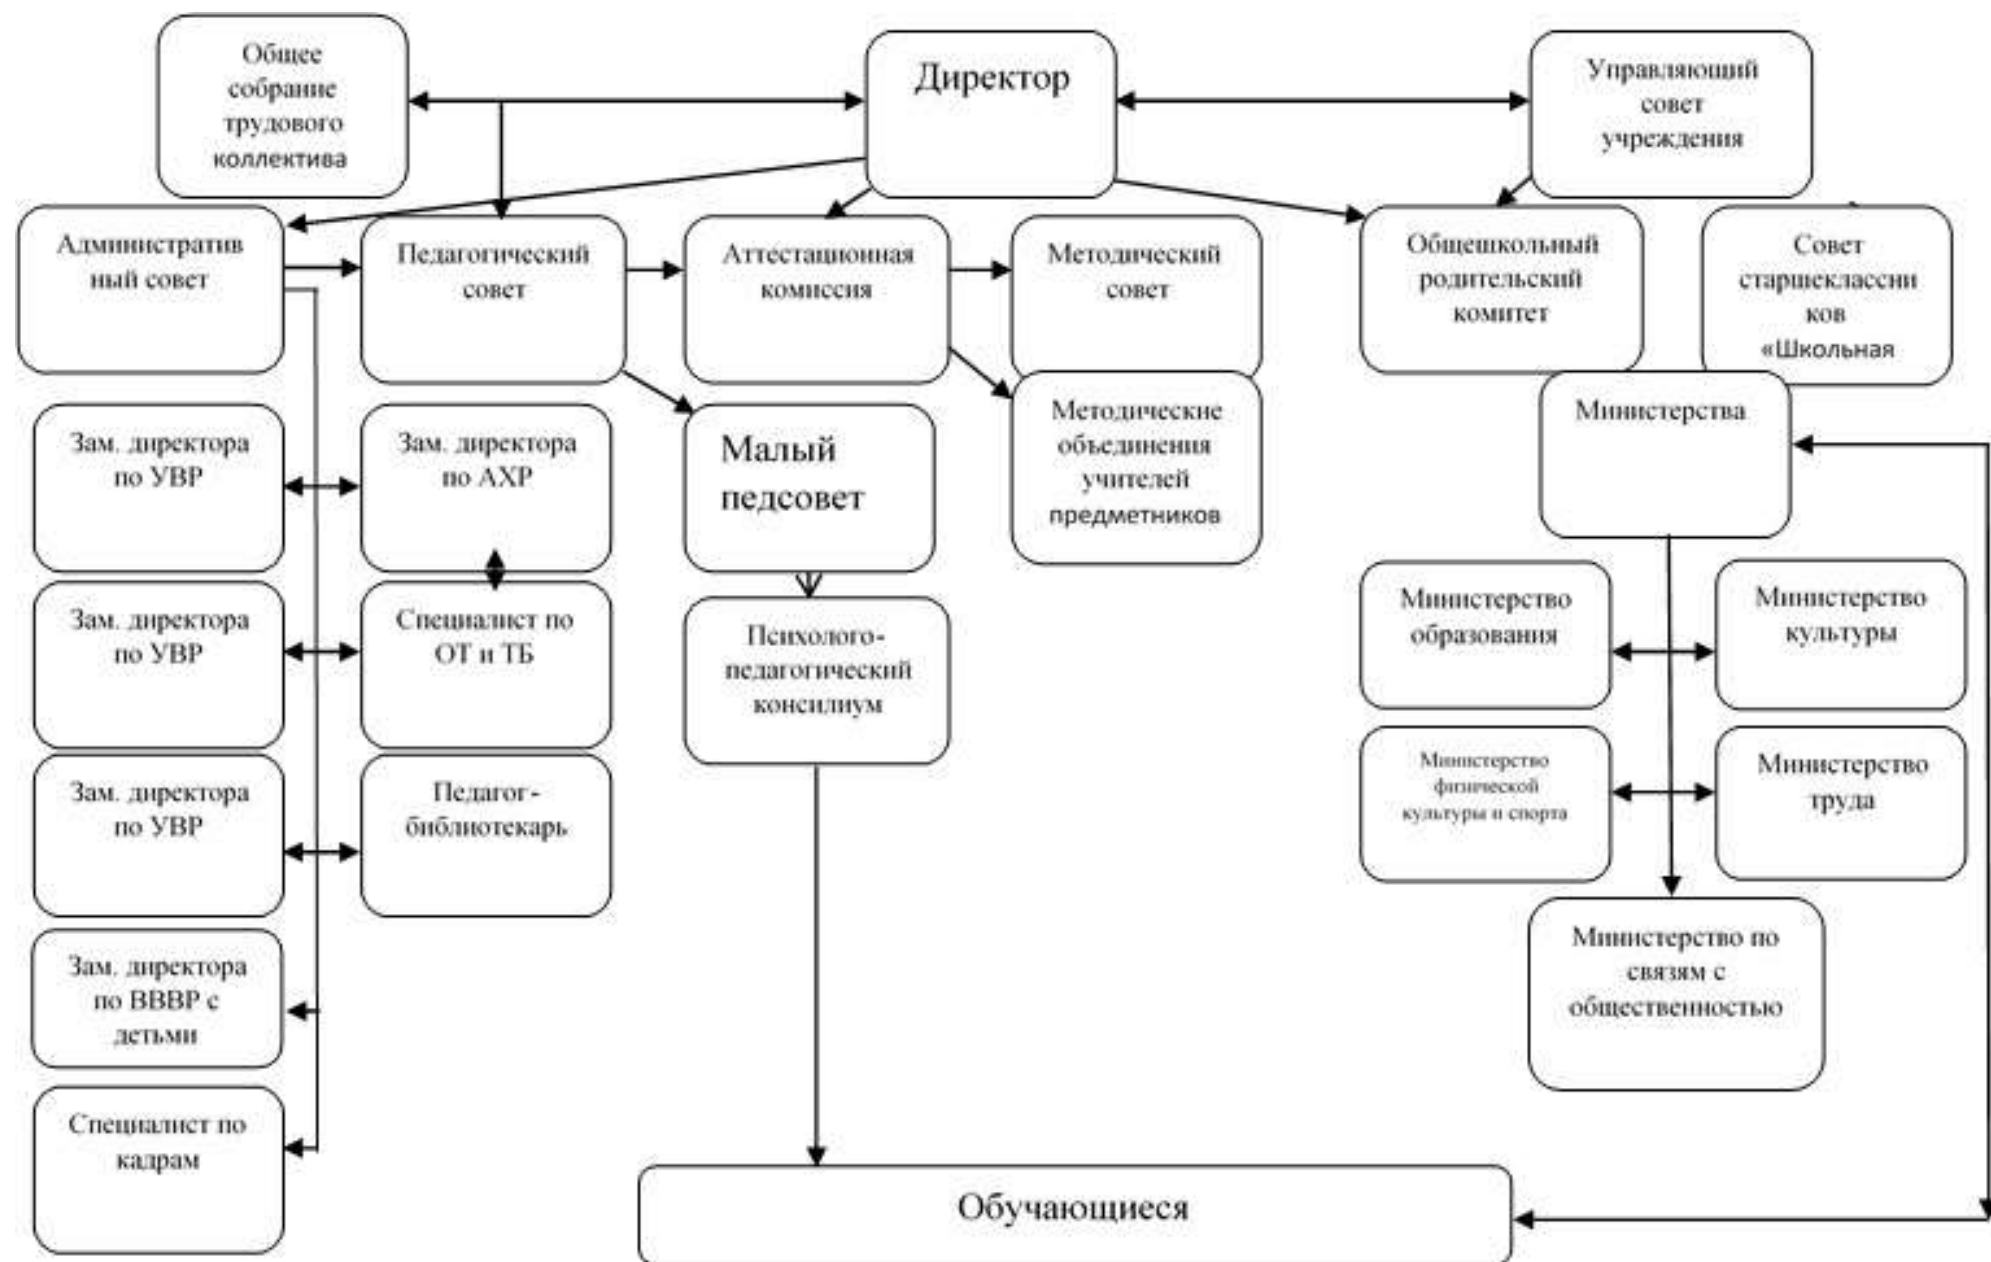 Общее
собрание
трудового
коллектива
Директор
Управляющий
совет
учреждения
Административ
ный совет
Педагогический
совет
Аттестационная
комиссия
Методический
совет
Общешкольный
родительский
комитет
Совет
старшеклассни
ков
«Школьная
Зам. директора
по УВР
Зам. директора
по АХР
Малый
педсовет
Методические
объединения
учителей
предметников
Министерства
Зам. директора
по УВР
Специалист по
ОТ и ТБ
Психолого-
педагогический
консилиум
Министерство
образования
Министерство
культуры
Зам. директора
по УВР
Педагог-
библиотекарь
Министерство
физической
культуры и спорта
Министерство
труда
Зам. директора
по ВВВР с
детьми
Министерство по
связям с
общественностью
Специалист по
кадрам
Обучающиеся